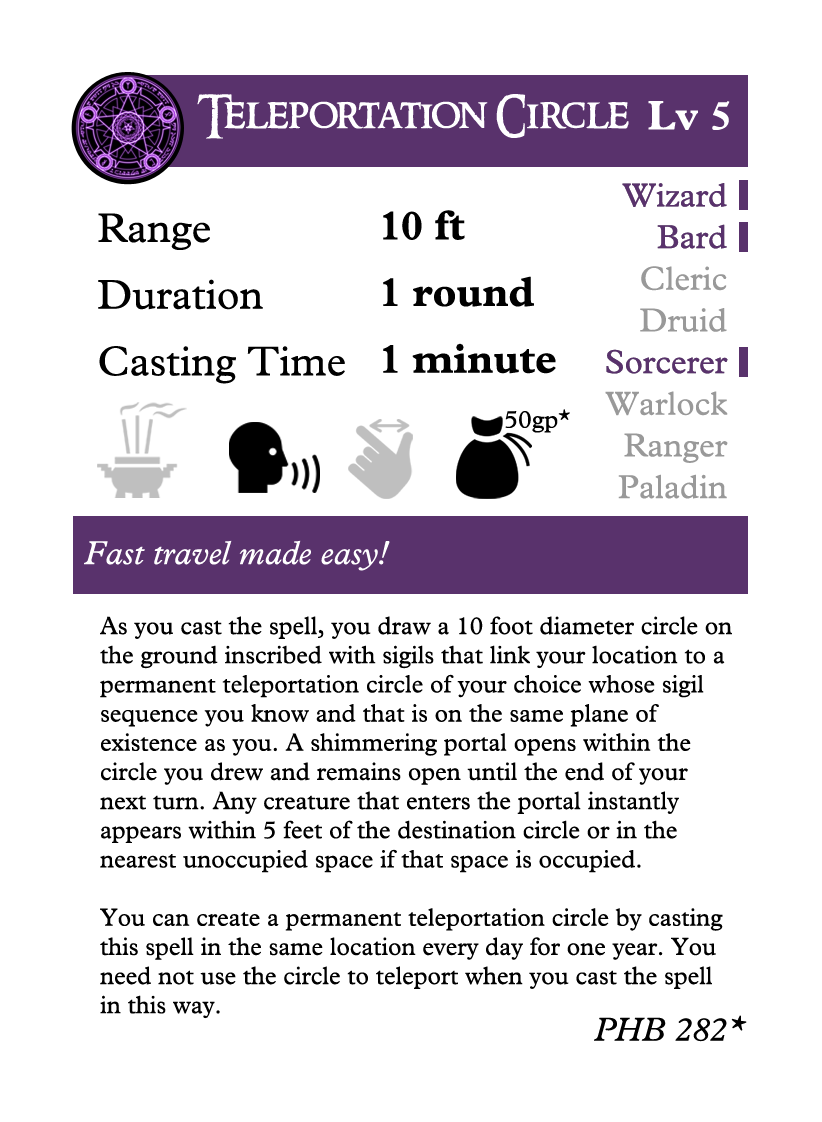 Teleportation Circle Lv 5
Wizard
Bard
Cleric
Druid
Sorcerer
Warlock
Ranger
Paladin
Range 10 ft
Duration 1 round
Casting Time 1 minute
50gp*
Fast travel made easy!
As you cast the spell, you draw a 10 foot diameter circle on
the ground inscribed with sigils that link your location to a
permanent teleportation circle of your choice whose sigil
sequence you know and that is on the same plane of
existence as you. A shimmering portal opens within the
circle you drew and remains open until the end of your
next turn. Any creature that enters the portal instantly
appears within 5 feet of the destination circle or in the
nearest unoccupied space if that space is occupied.
You can create a permanent teleportation circle by casting
this spell in the same location every day for one year. You
need not use the circle to teleport when you cast the spell
in this way.
PHB 282*